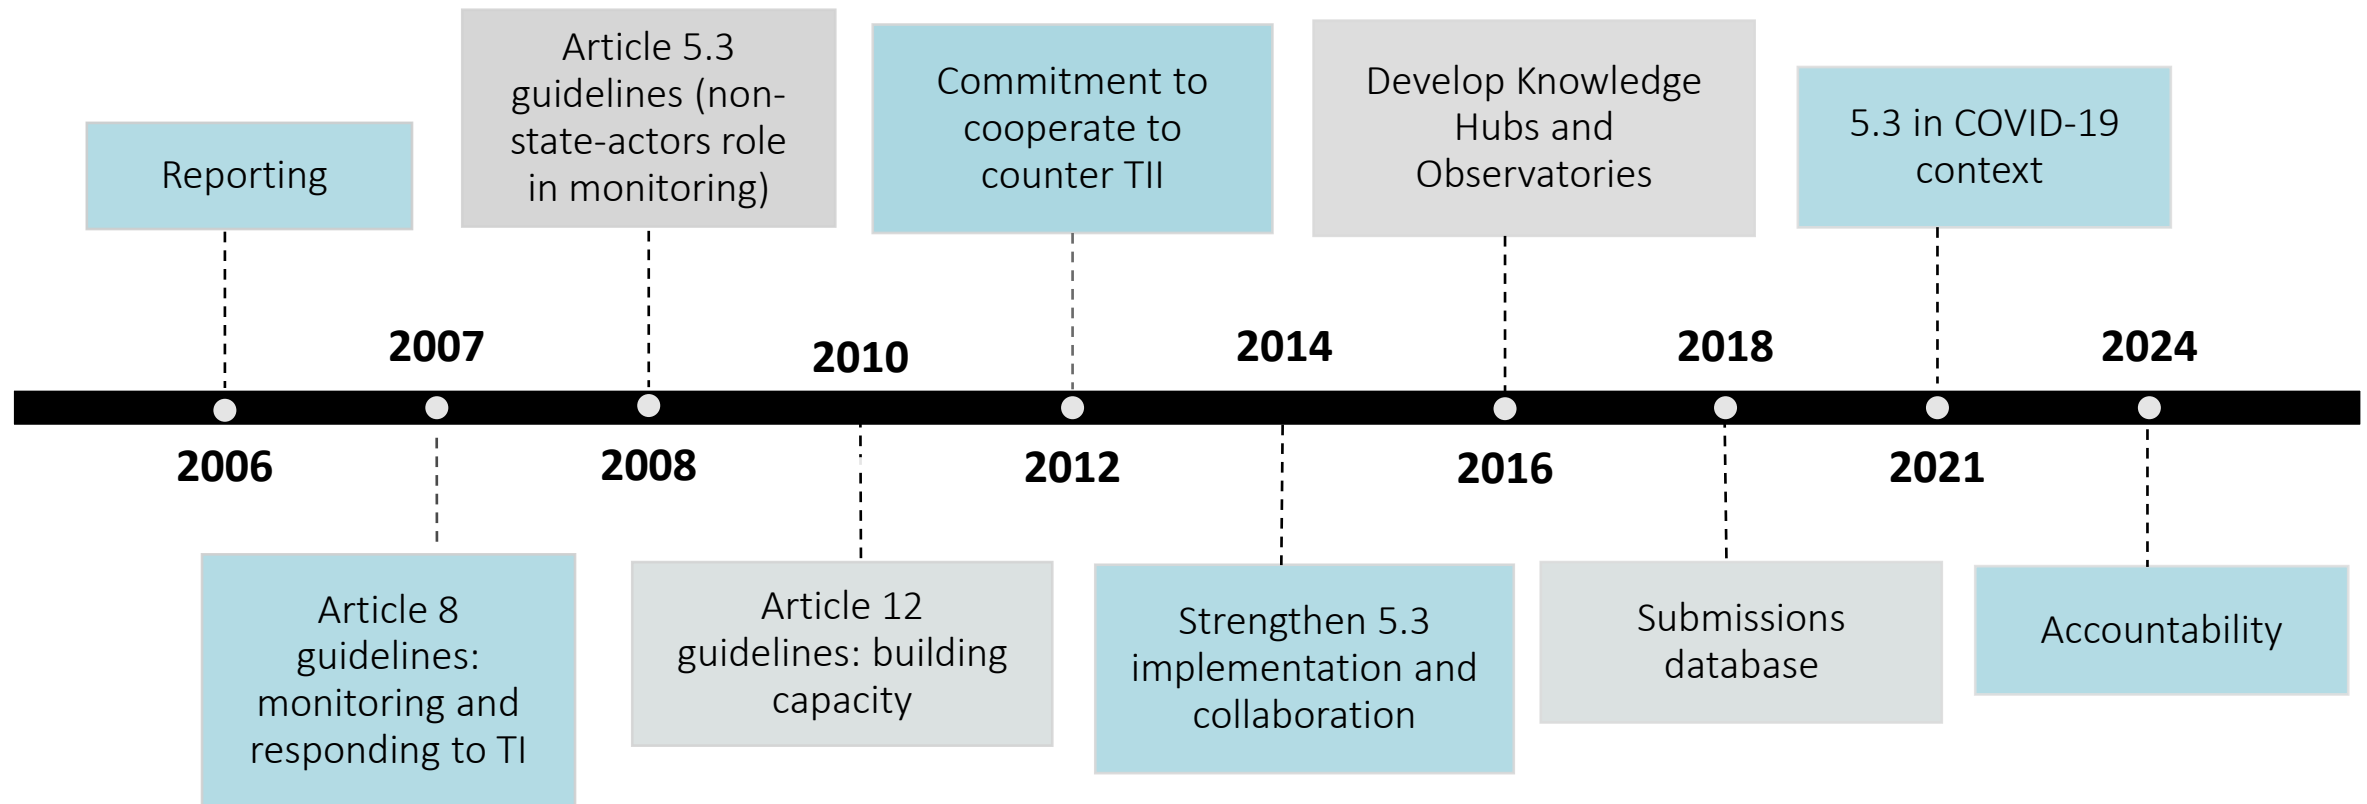 Reporting
Article 5.3
guidelines (non-
state-actors role
in monitoring)
Commitment to
cooperate to
counter TII
Develop Knowledge
Hubs and
Observatories
5.3 in COVID-19
context
2007
2010
2014
2018
2024
2006
2008
2012
2016
2021
Article 8
guidelines:
monitoring and
responding to TI
Article 12
guidelines: building
capacity
Strengthen 5.3
implementation and
collaboration
Submissions
database
Accountability